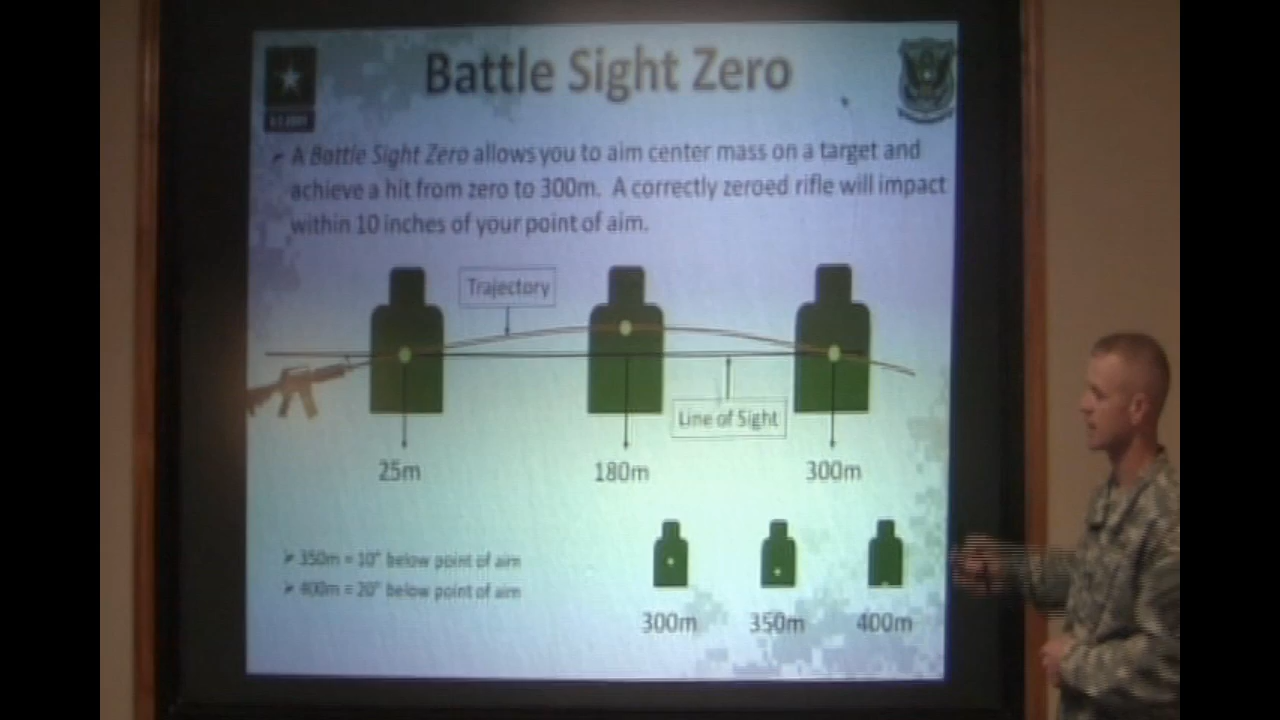 Battle Sight Zero
A Battle Sight Zero allows you to aim center mass on a target and
achieve a hit from zero to 300m. A correctly zeroed rifle will impact
within 10 inches of your point of aim.
Trajectory
Line of Sight
25m 180m 300m
350m = 10" below point of aim
400m = 20" below point of aim
300m 350m 400m